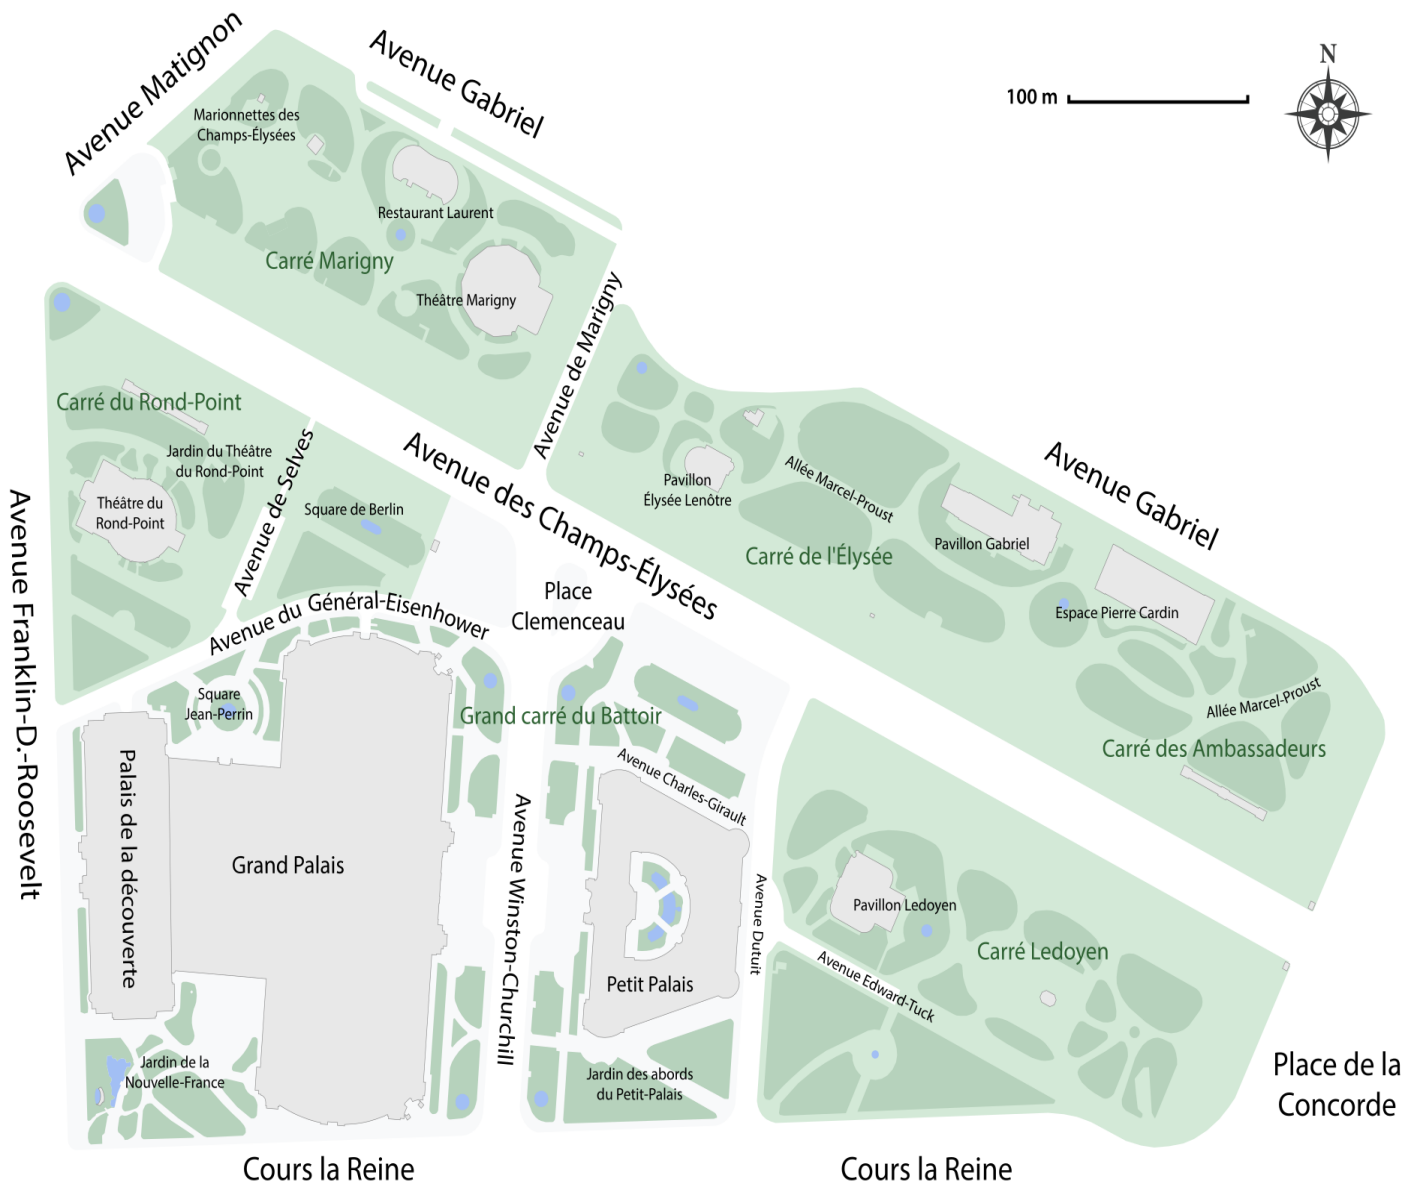 Avenue Matignon
Avenue Gabriel
100 m
N
Marionnettes des
Champs-Élysées
Restaurant Laurent
Carré Marigny
Théâtre Marigny
Avenue de Marigny
Carré du Rond-Point
Jardin du Théâtre
du Rond-Point
Théâtre du
Rond-Point
Avenue de Selves
Square de Berlin
Avenue des Champs-Élysées
Pavillon
Élysée Lenôtre
Allée Marcel-Proust
Avenue Gabriel
Pavillon Gabriel
Carré de l'Élysée
Espace Pierre Cardin
Allée Marcel-Proust
Carré des Ambassadeurs
Avenue Franklin-D.-Roosevelt
Avenue du Général-Eisenhower
Place
Clemenceau
Square
Jean-Perrin
Grand carré du Battoir
Avenue Charles-Girault
Palais de la découverte
Grand Palais
Avenue Winston-Churchill
Petit Palais
Avenue Dutuit
Pavillon Ledoyen
Carré Ledoyen
Avenue Edward-Tuck
Jardin de la
Nouvelle-France
Jardin des abords
du Petit-Palais
Place de la
Concorde
Cours la Reine
Cours la Reine